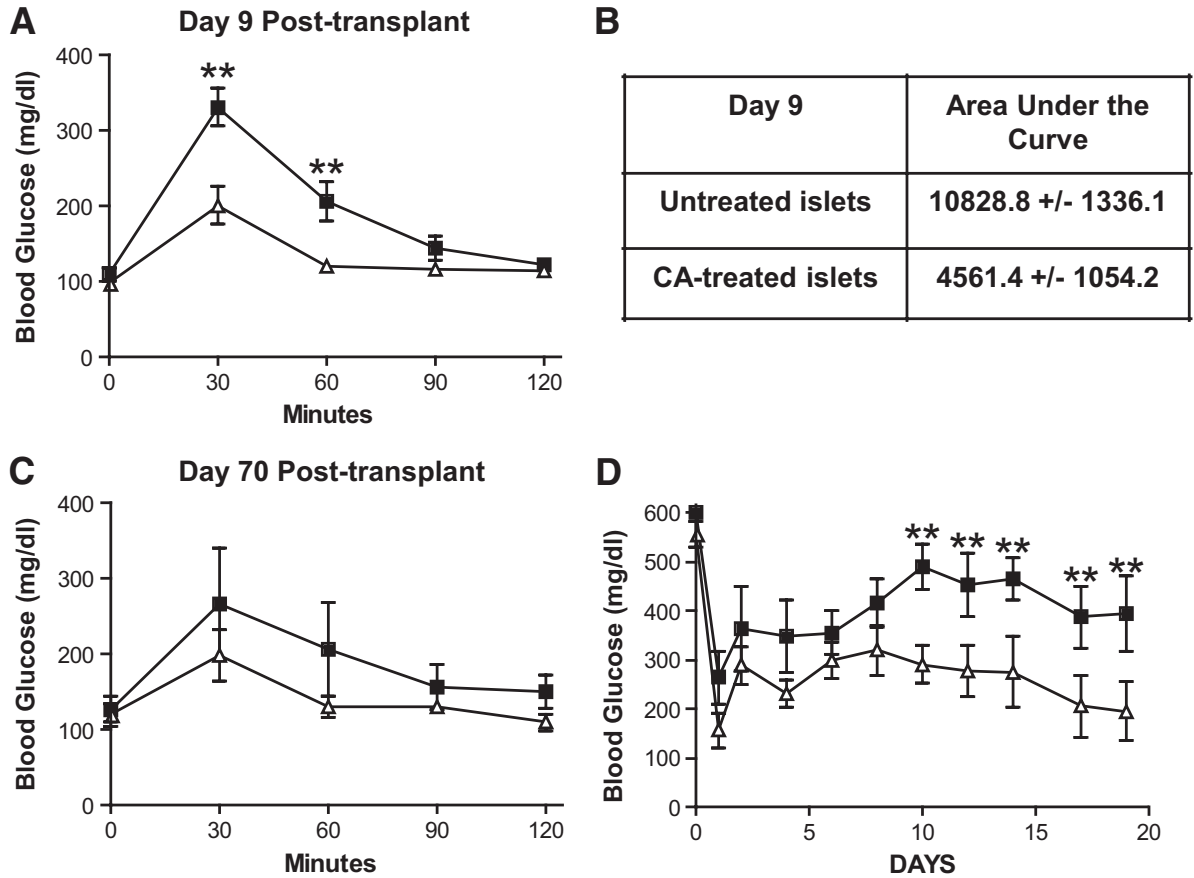 A
Day 9 Post-transplant
400
300
200
100
0
Blood Glucose (mg/dl)
**
**
0 30 60 90 120
Minutes
B
Day 9
Area Under the
Curve
Untreated islets
10828.8 +/- 1336.1
CA-treated islets
4561.4 +/- 1054.2
C
Day 70 Post-transplant
400
300
200
100
0
Blood Glucose (mg/dl)
0 30 60 90 120
Minutes
D
600
500
400
300
200
100
0
Blood Glucose (mg/dl)
** ** ** ** **
0 5 10 15 20
DAYS